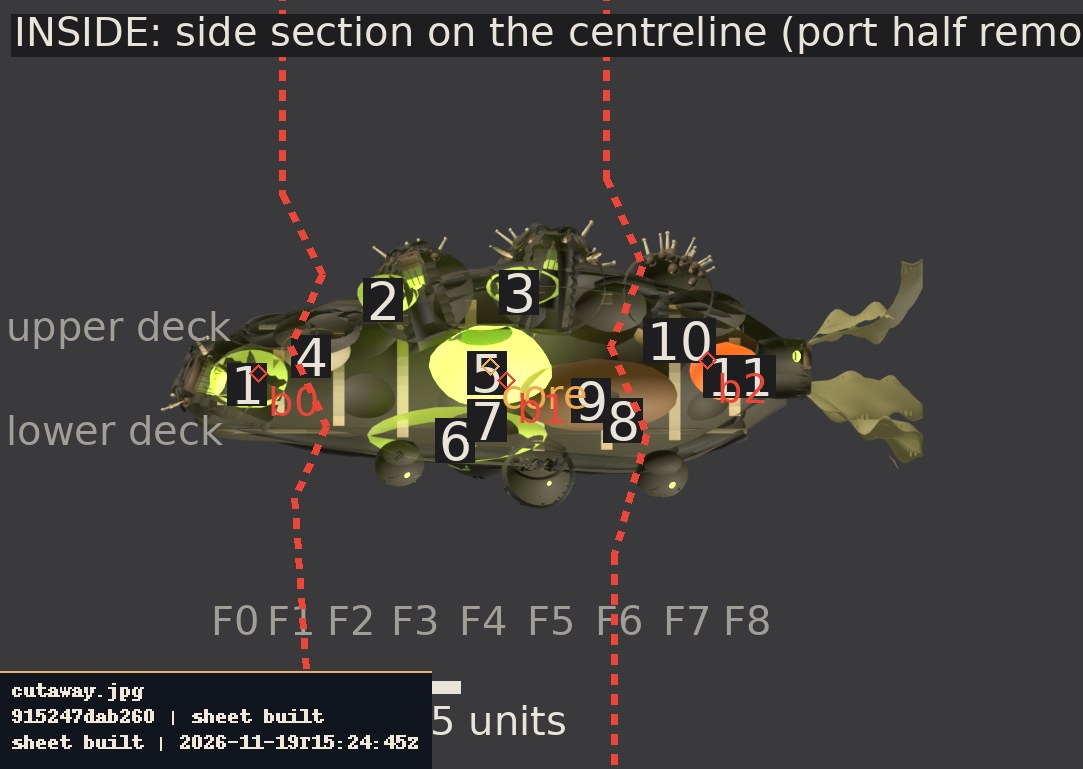 INSIDE: side section on the centreline (port half remo
2
3
upper deck
10
4
1
5
11
b0
core
b2
9
b1
7
8
lower deck
6
F0 F1 F2 F3 F4 F5 F6 F7 F8
5 units
cutaway.jpg
915247dab260 | sheet built
sheet built | 2026-11-19T15:24:45Z